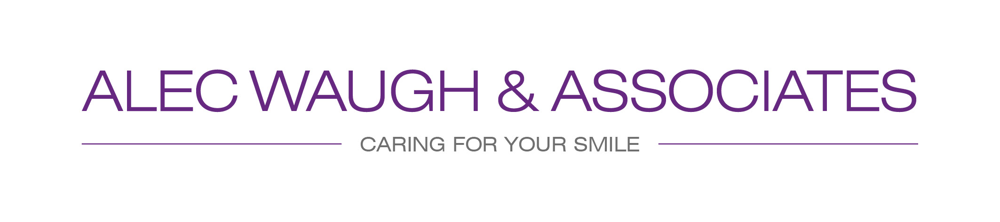 ALEC WAUGH & ASSOCIATES
CARING FOR YOUR SMILE